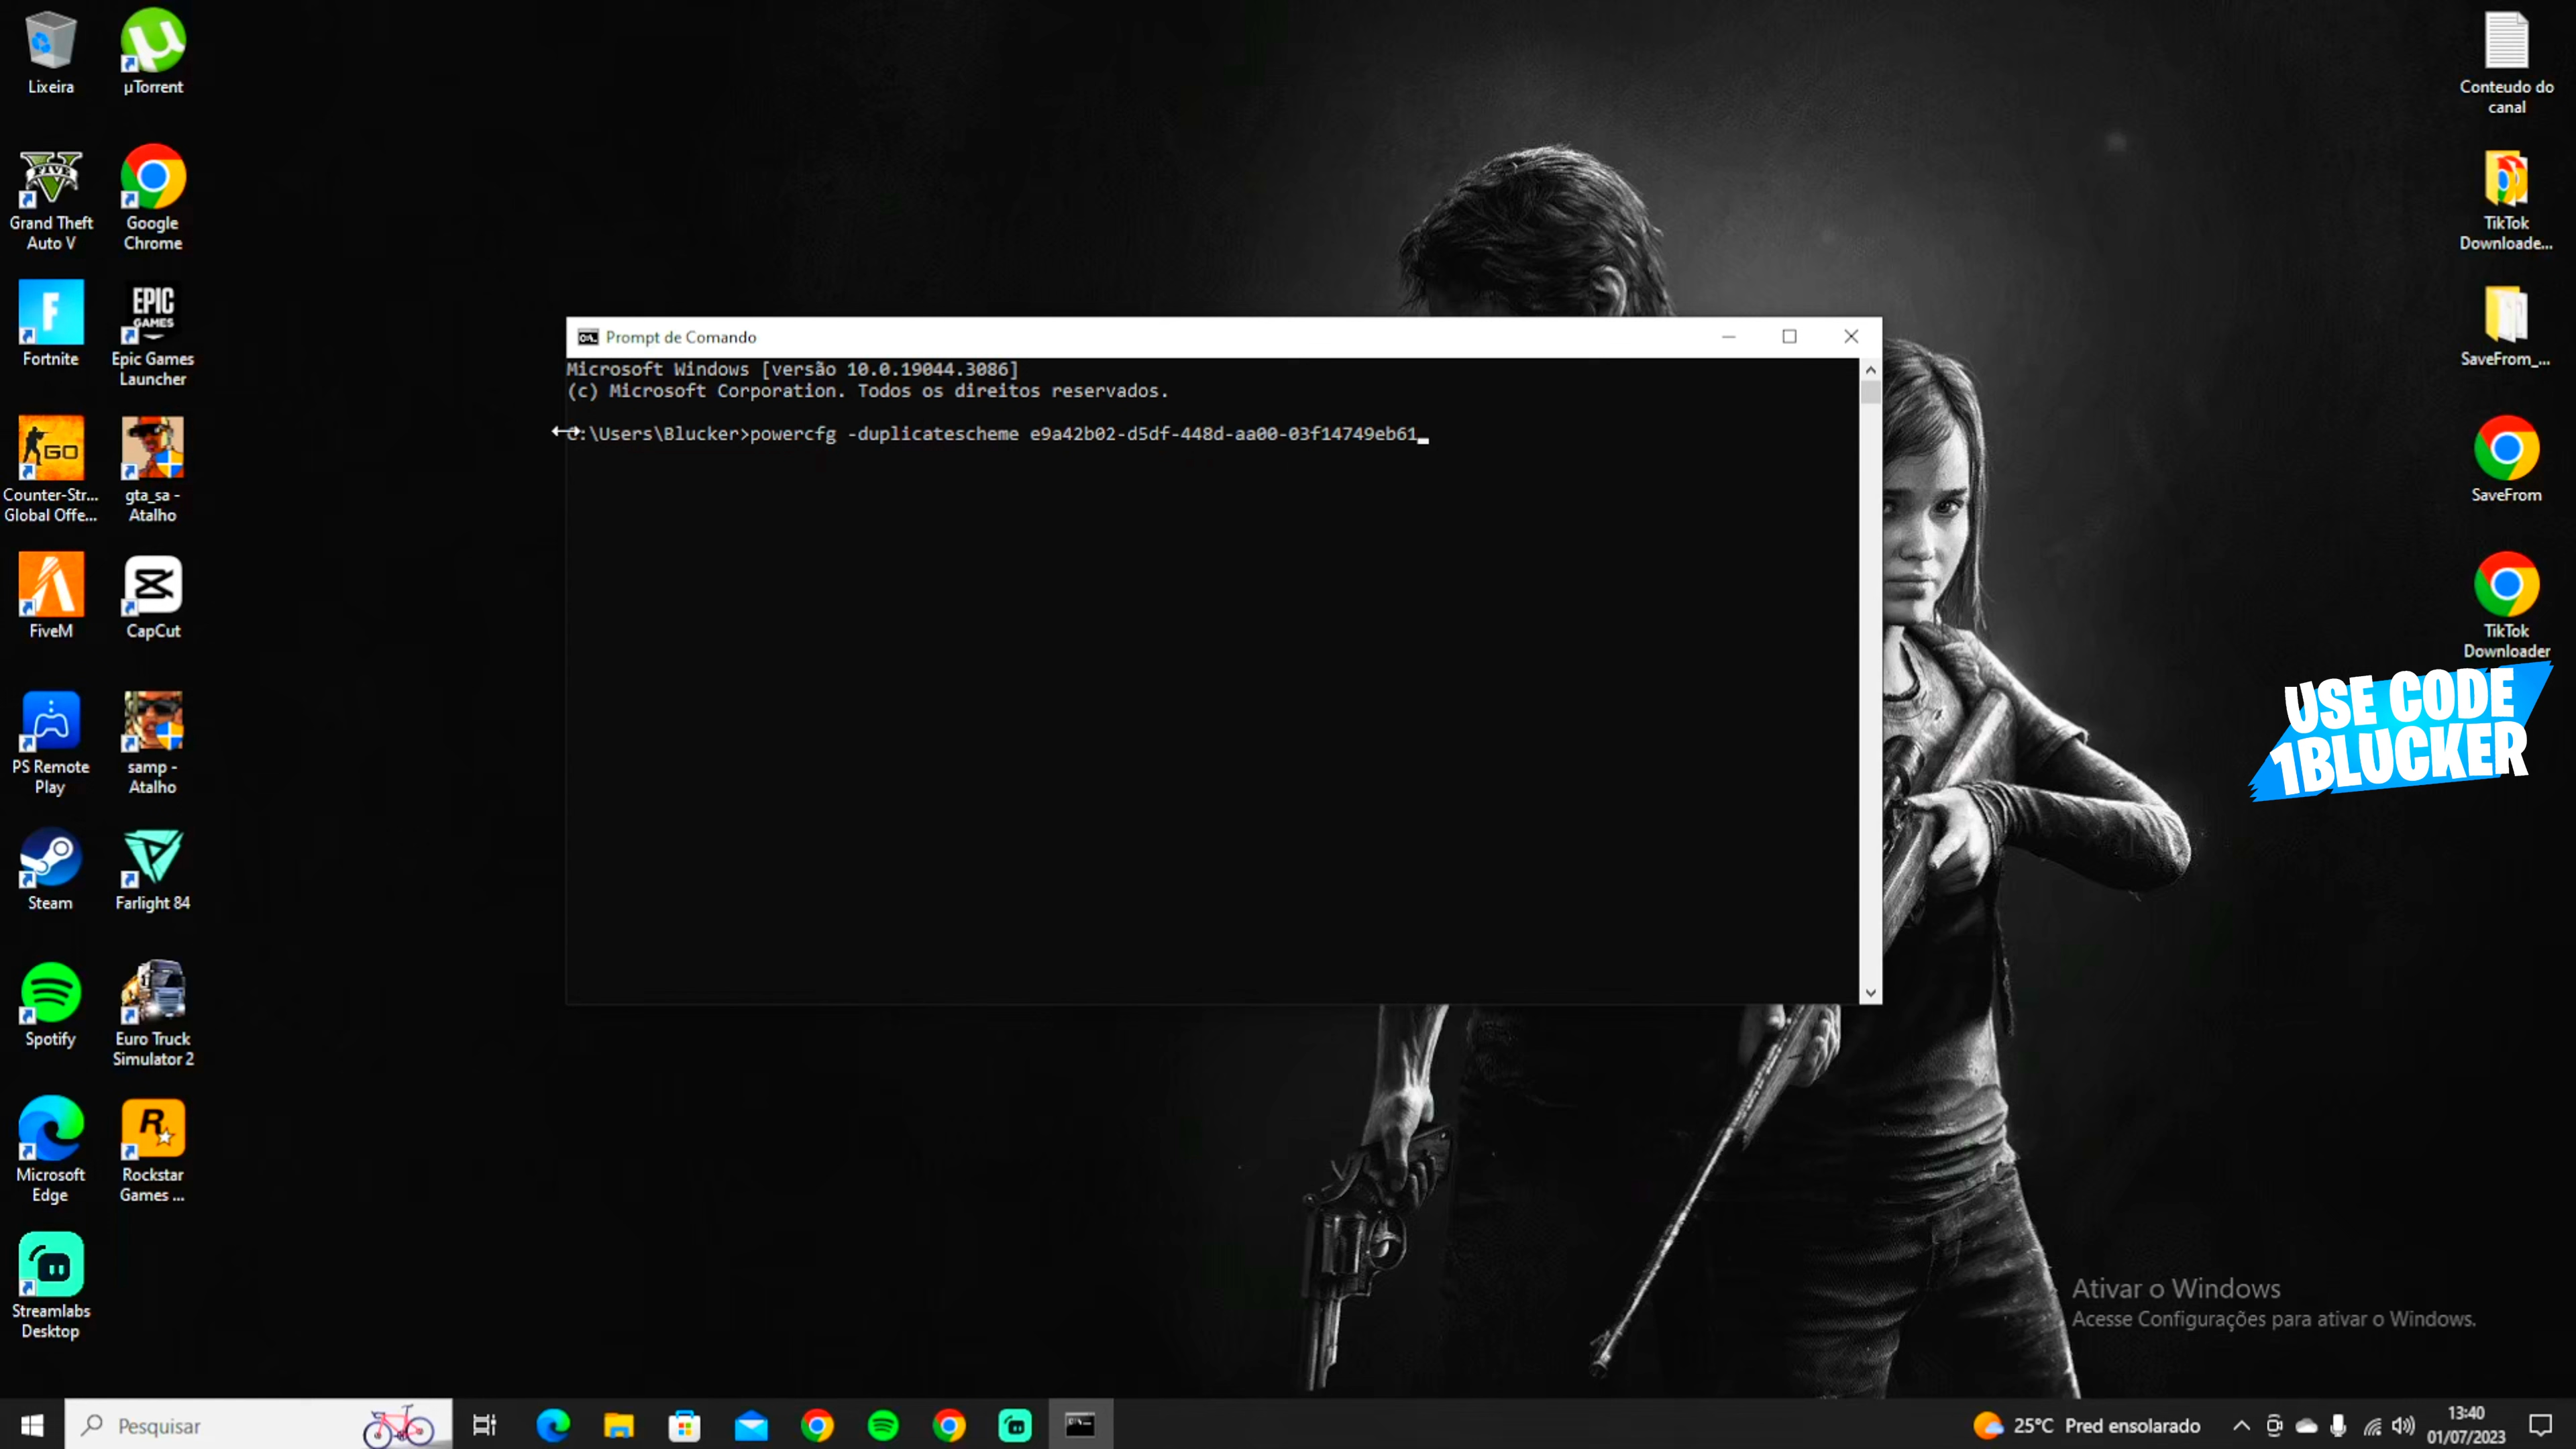 Lixeira
µTorrent
Grand Theft
Auto V
Google
Chrome
Fortnite
EPIC
GAMES
Epic Games
Launcher
GO
Counter-Str...
Global Offe...
gta_sa -
Atalho
FiveM
CapCut
PS Remote
Play
samp -
Atalho
Steam
Farlight 84
Spotify
Euro Truck
Simulator 2
Microsoft
Edge
Rockstar
Games ...
Streamlabs
Desktop
Prompt de Comando
Microsoft Windows [versão 10.0.19044.3086]
(c) Microsoft Corporation. Todos os direitos reservados.
C:\Users\Blucker>powercfg -duplicatescheme e9a42b02-d5df-448d-aa00-03f14749eb61
Conteudo do
canal
TikTok
Downloade...
SaveFrom_...
SaveFrom
TikTok
Downloader
USE CODE
1BLUCKER
Ativar o Windows
Acesse Configurações para ativar o Windows.
Pesquisar
25°C Pred ensolarado
13:40
01/07/2023